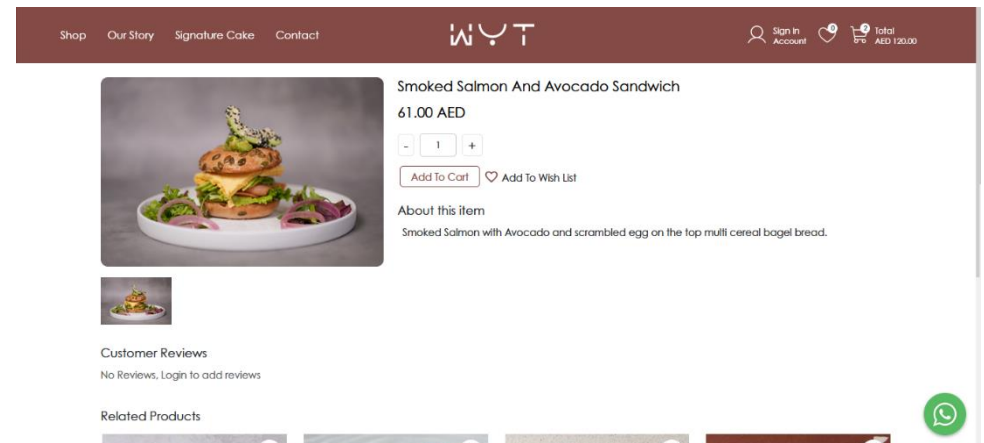 Shop Our Story Signature Cake Contact
WYT
Sign In
Account
0
2
Total
AED 120.00
Smoked Salmon And Avocado Sandwich
61.00 AED
- 1 +
Add To Cart Add To Wish List
About this item
Smoked Salmon with Avocado and scrambled egg on the top multi cereal bagel bread.
Customer Reviews
No Reviews, Login to add reviews
Related Products